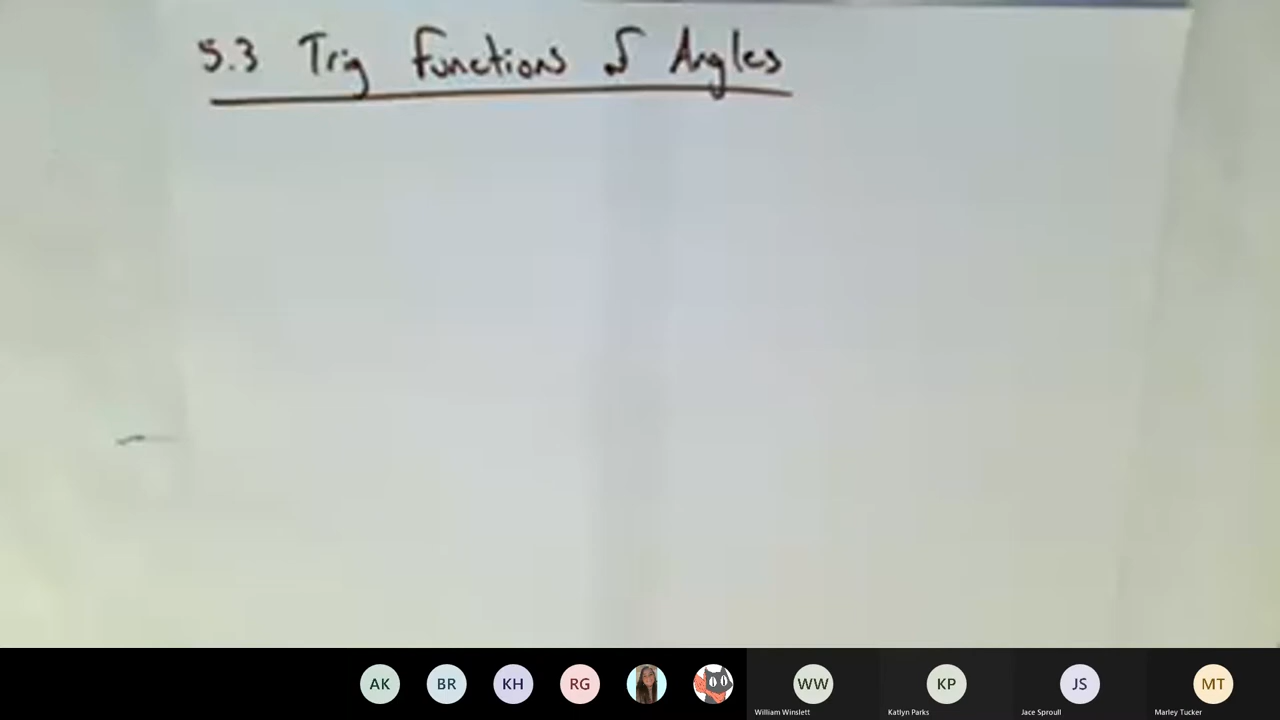 5.3 Trig Functions of Angles
AK BR KH RG WW KP JS MT
William Winslett Katlyn Parks Jace Sproull Marley Tucker